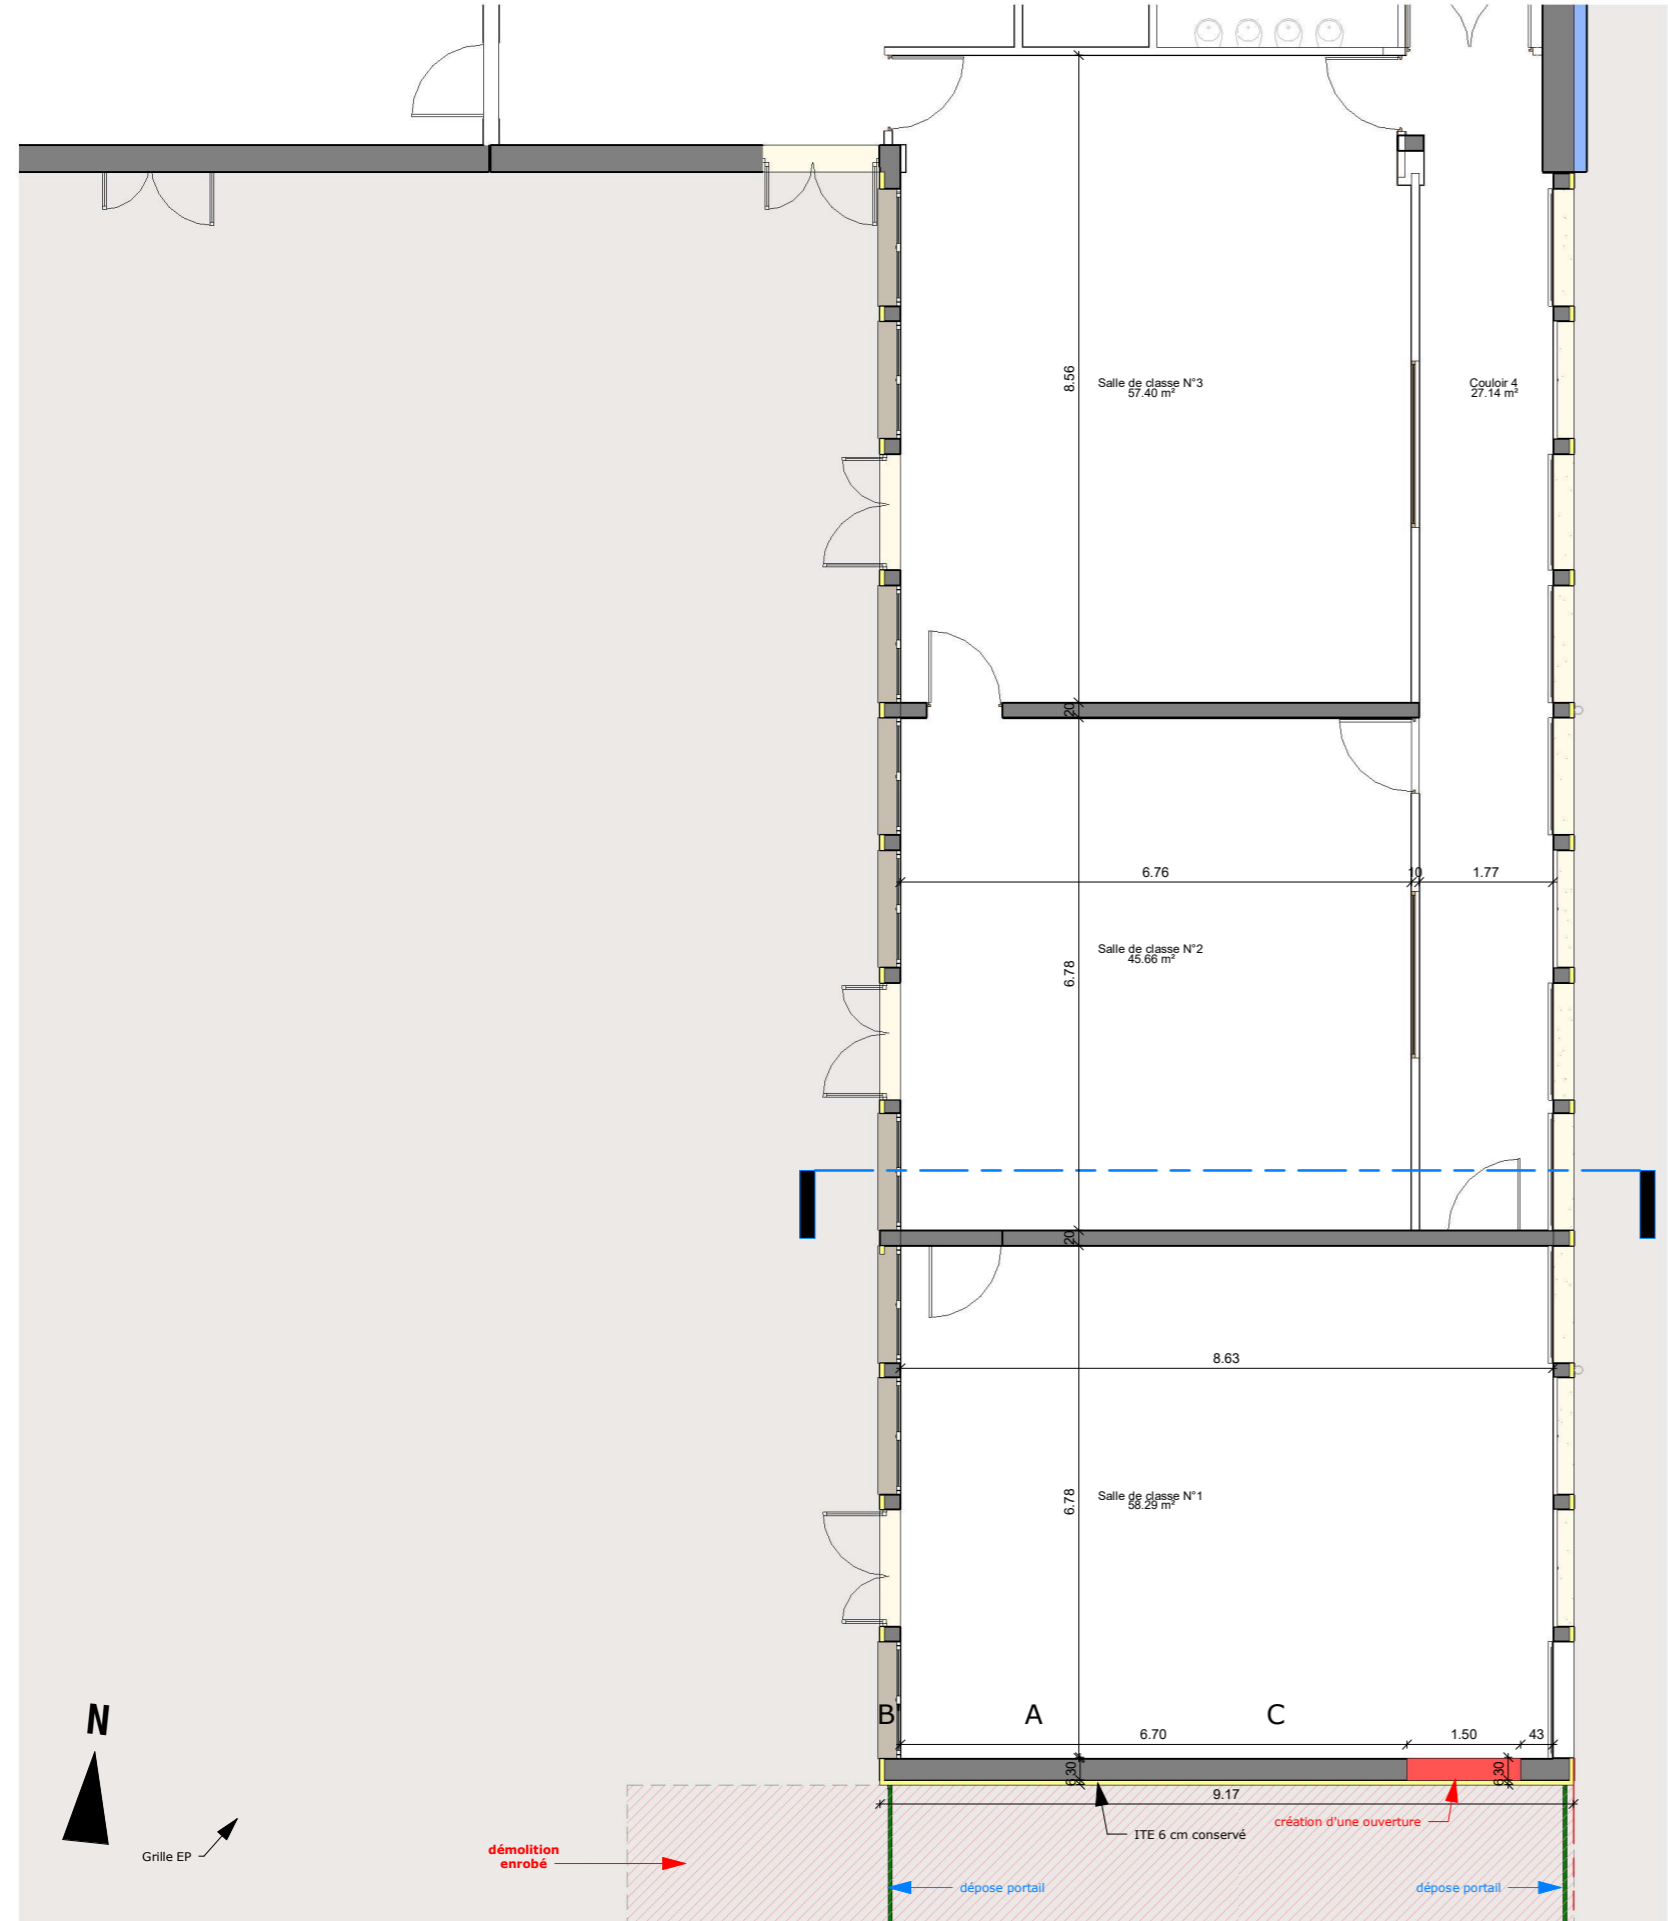 8.56
Salle de classe N°3
57.40 m²
Couloir 4
27.14 m²
20
6.76
10
1.77
Salle de classe N°2
45.66 m²
6.78
20
8.63
Salle de classe N°1
58.29 m²
6.78
N
B'
A
C
6.70
1.50
43
6
30
6
30
9.17
création d'une ouverture
ITE 6 cm conservé
Grille EP
démolition
enrobé
dépose portail
dépose portail